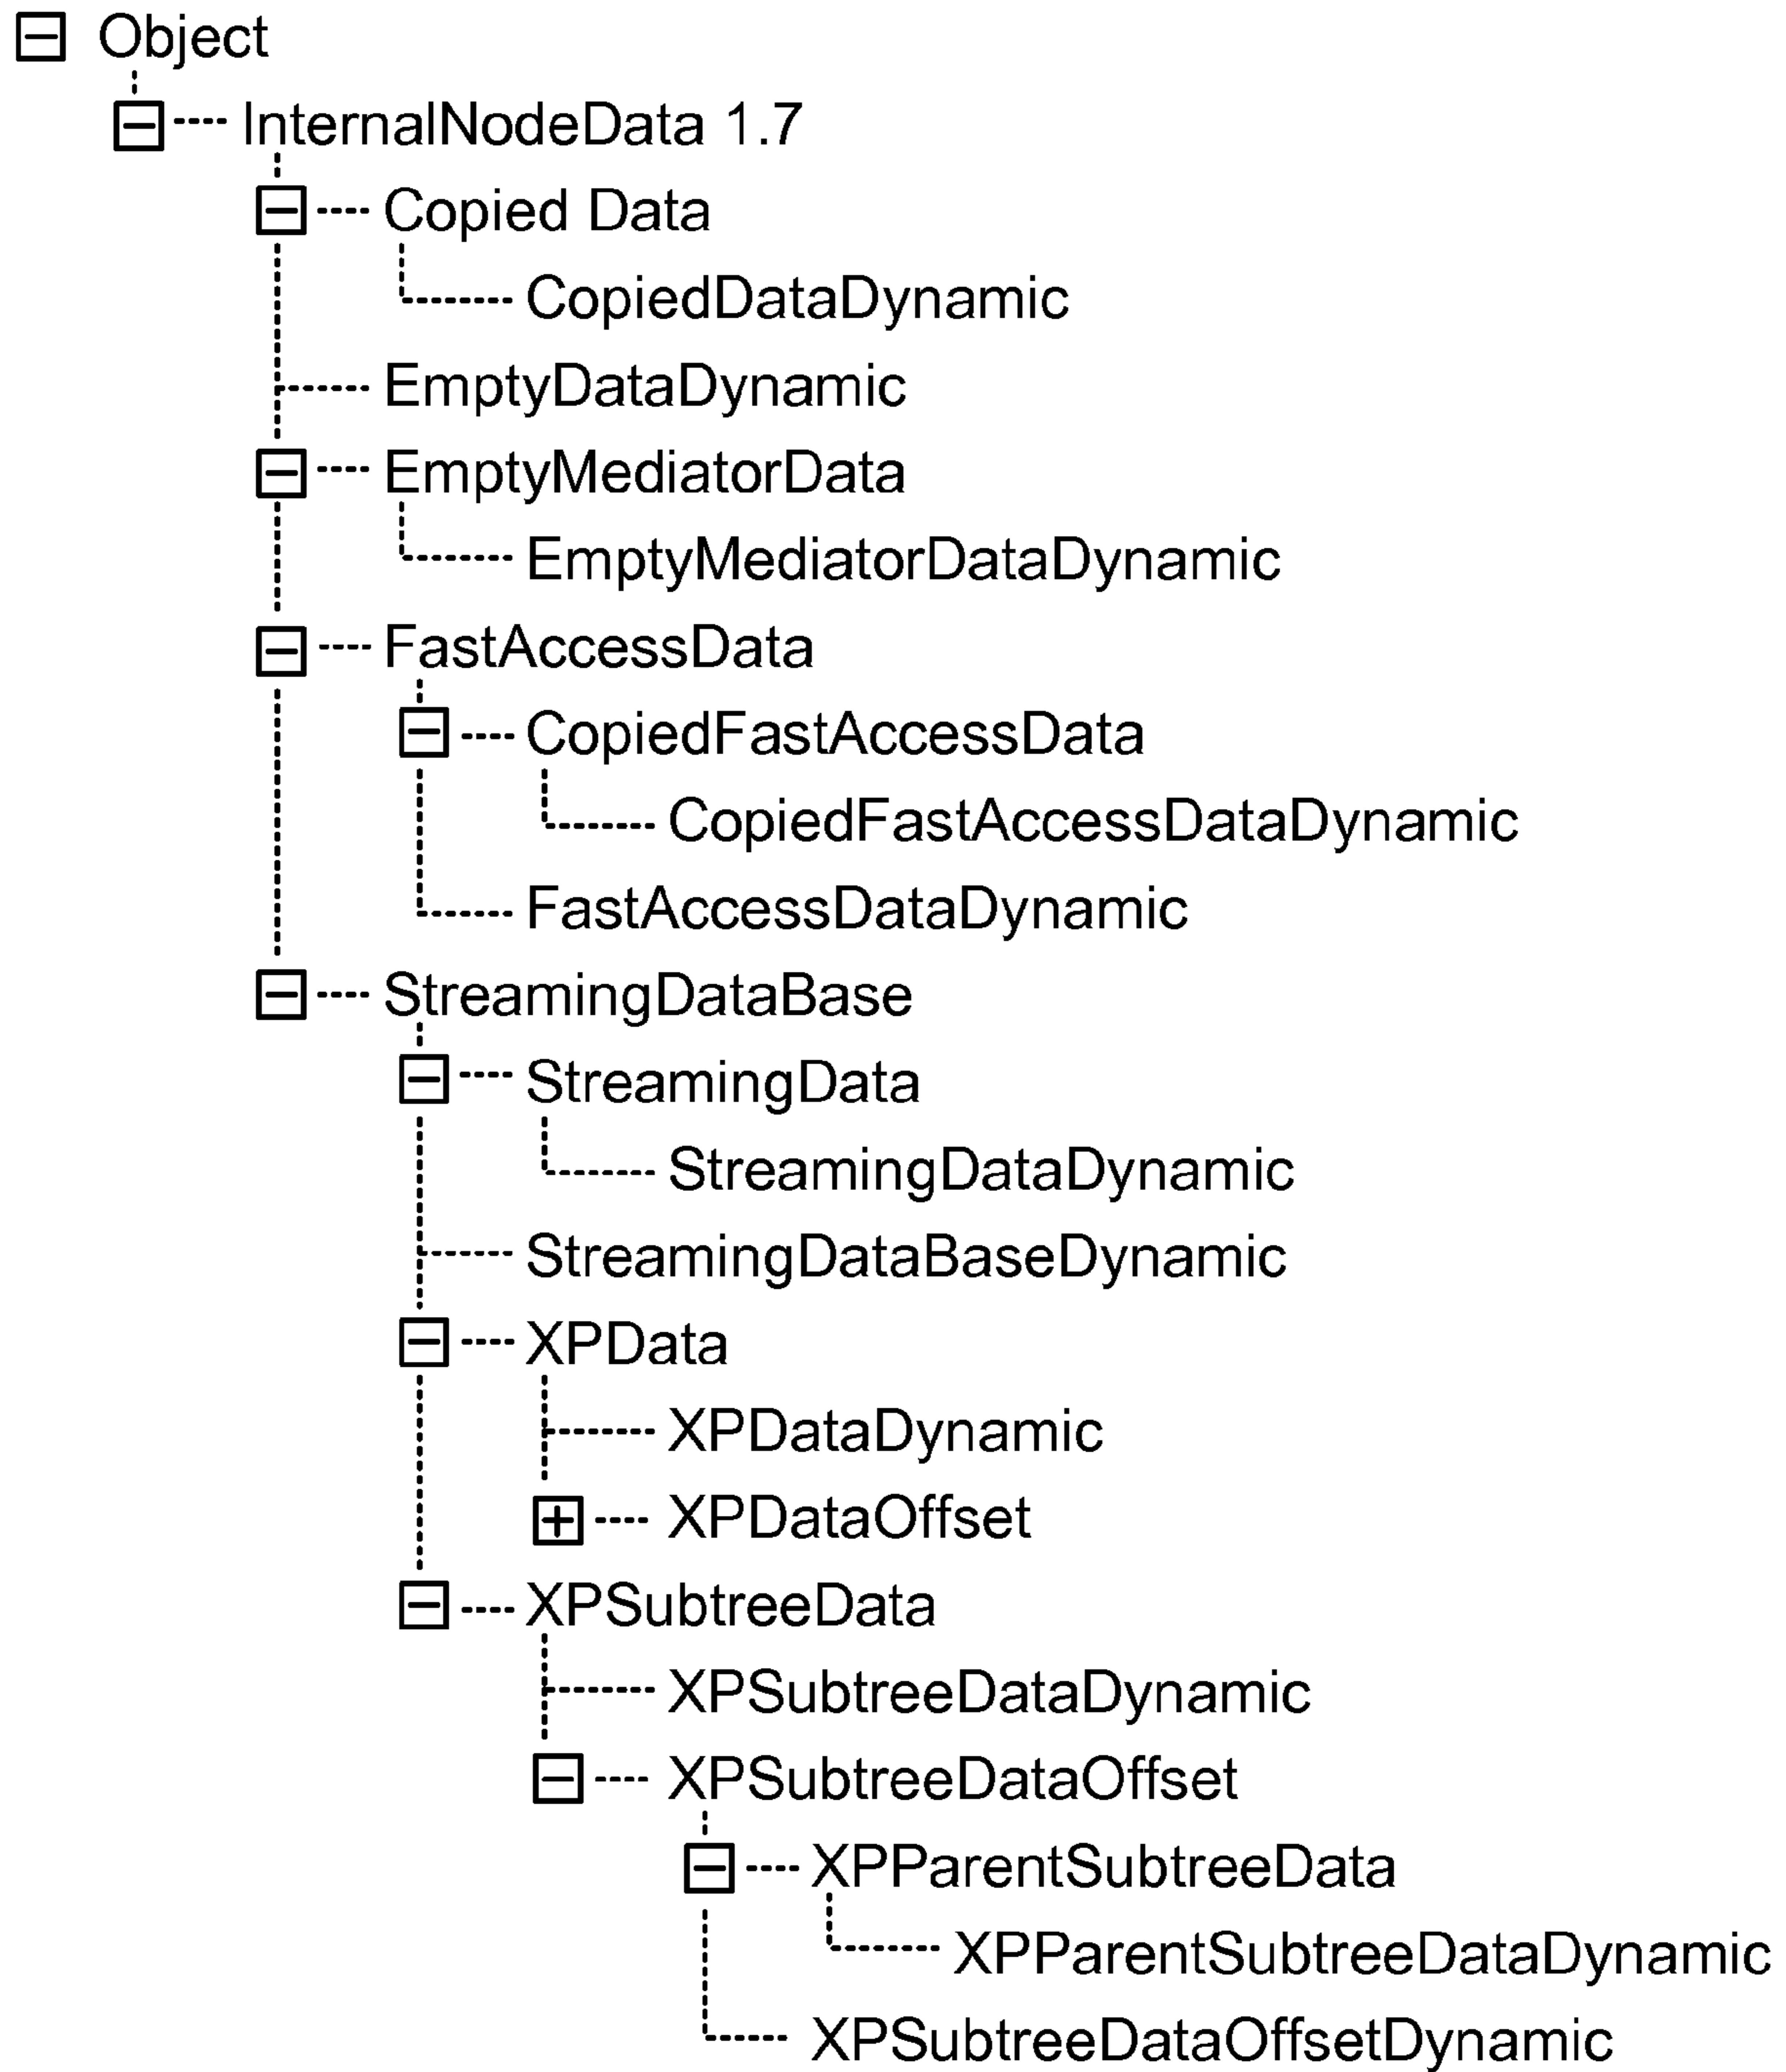 Object
InternalNodeData 1.7
Copied Data
CopiedDataDynamic
EmptyDataDynamic
EmptyMediatorData
EmptyMediatorDataDynamic
FastAccessData
CopiedFastAccessData
CopiedFastAccessDataDynamic
FastAccessDataDynamic
StreamingDataBase
StreamingData
StreamingDataDynamic
StreamingDataBaseDynamic
XPData
XPDataDynamic
XPDataOffset
XPSubtreeData
XPSubtreeDataDynamic
XPSubtreeDataOffset
XPParentSubtreeData
XPParentSubtreeDataDynamic
XPSubtreeDataOffsetDynamic